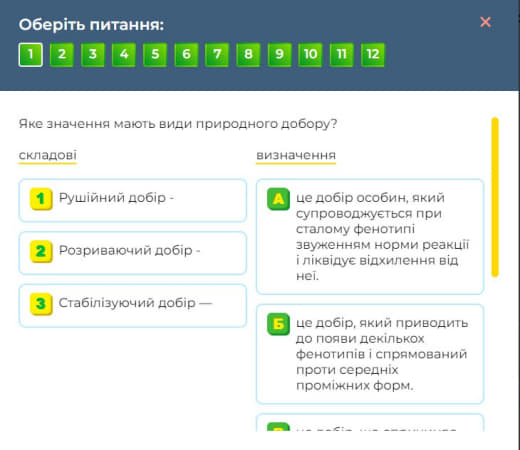 Оберіть питання:
1 2 3 4 5 6 7 8 9 10 11 12
Яке значення мають види природного добору?
складові
визначення
1 Рушійний добір -
2 Розриваючий добір -
3 Стабілізуючий добір —
А це добір особин, який
супроводжується при
сталому фенотипі
звуженням норми реакції
і ліквідує відхилення від
неї.
Б це добір, який приводить
до появи декількох
фенотипів і спрямований
проти середніх
проміжних форм.